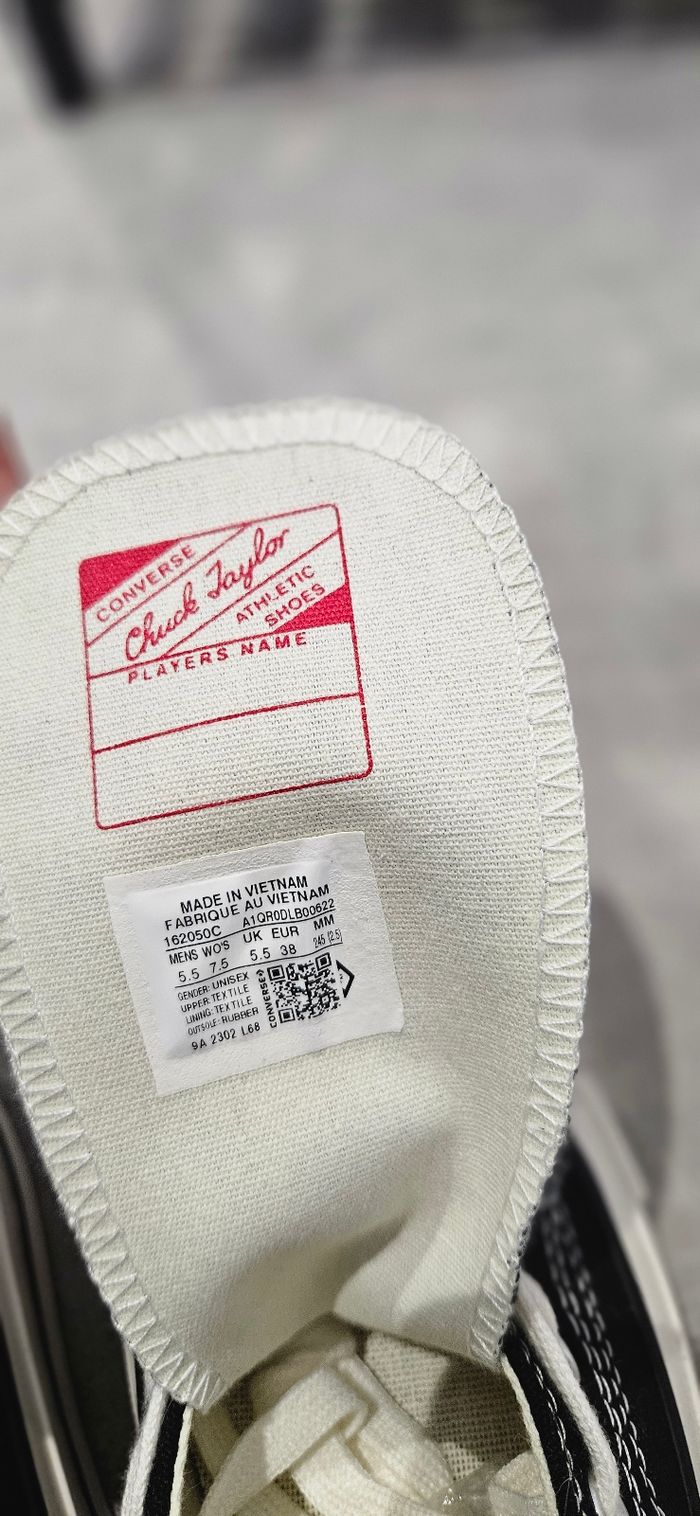 CONVERSE
Chuck Taylor
ATHLETIC
SHOES
PLAYERS NAME
MADE IN VIETNAM
FABRIQUE AU VIETNAM
162050C A1QR0DLB00622
MENS WO'S UK EUR MM
5.5 7.5 5.5 38 245 (2.5)
GENDER: UNISEX
UPPER: TEXTILE
LINING: TEXTILE
OUTSOLE: RUBBER
9A 2302 L68
CONVERSE